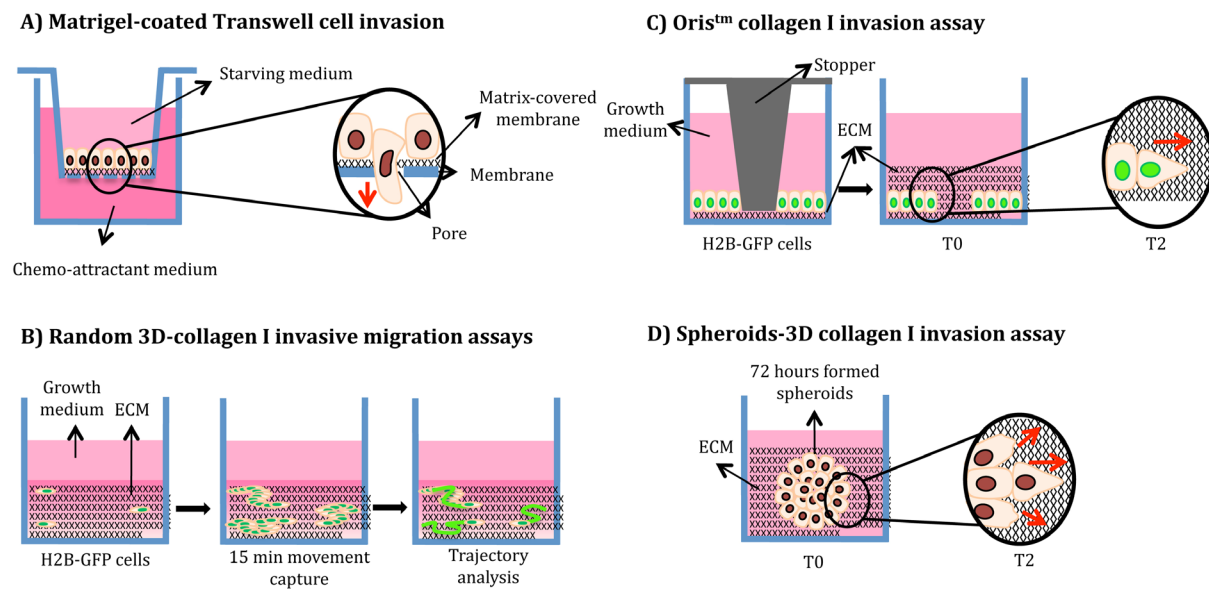 A) Matrigel-coated Transwell cell invasion
Starving medium
Matrix-covered
membrane
Membrane
Pore
Chemo-attractant medium
B) Random 3D-collagen I invasive migration assays
Growth
medium
ECM
H2B-GFP cells
15 min movement
capture
Trajectory
analysis
C) Oris™ collagen I invasion assay
Stopper
Growth
medium
ECM
H2B-GFP cells
T0
T2
D) Spheroids-3D collagen I invasion assay
72 hours formed
spheroids
ECM
T0
T2